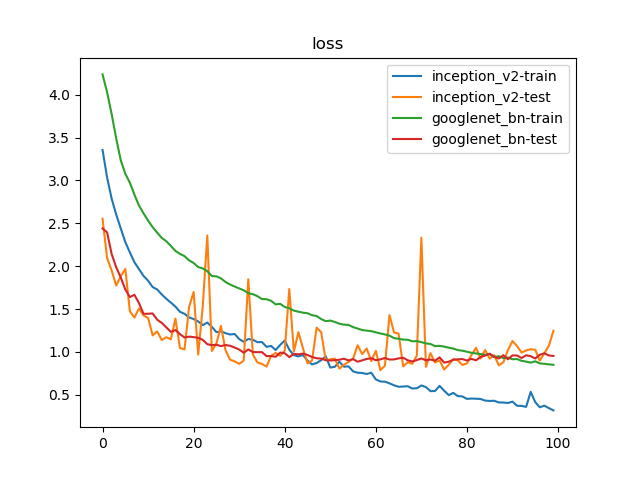 loss
inception_v2-train
inception_v2-test
googlenet_bn-train
googlenet_bn-test
4.0
3.5
3.0
2.5
2.0
1.5
1.0
0.5
0 20 40 60 80 100